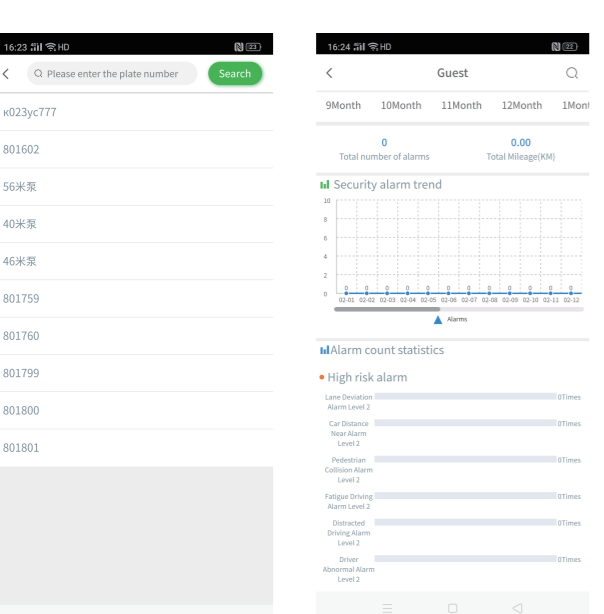 16:23 HD
23
Please enter the plate number
Search
к023ус777
801602
56米泵
40米泵
46米泵
801759
801760
801799
801800
801801
16:24 HD
22
Guest
9Month 10Month 11Month 12Month 1Mont
0
Total number of alarms
0.00
Total Mileage(KM)
Security alarm trend
10
8
6
4
2
0
0 0 0 0 0 0 0 0 0 0 0 0
02-01 02-02 02-03 02-04 02-05 02-06 02-07 02-08 02-09 02-10 02-11 02-12
Alarms
Alarm count statistics
High risk alarm
Lane Deviation
Alarm Level 2
0Times
Car Distance
Near Alarm
Level 2
0Times
Pedestrian
Collision Alarm
Level 2
0Times
Fatigue Driving
Alarm Level 2
0Times
Distracted
Driving Alarm
Level 2
0Times
Driver
Abnormal Alarm
Level 2
0Times